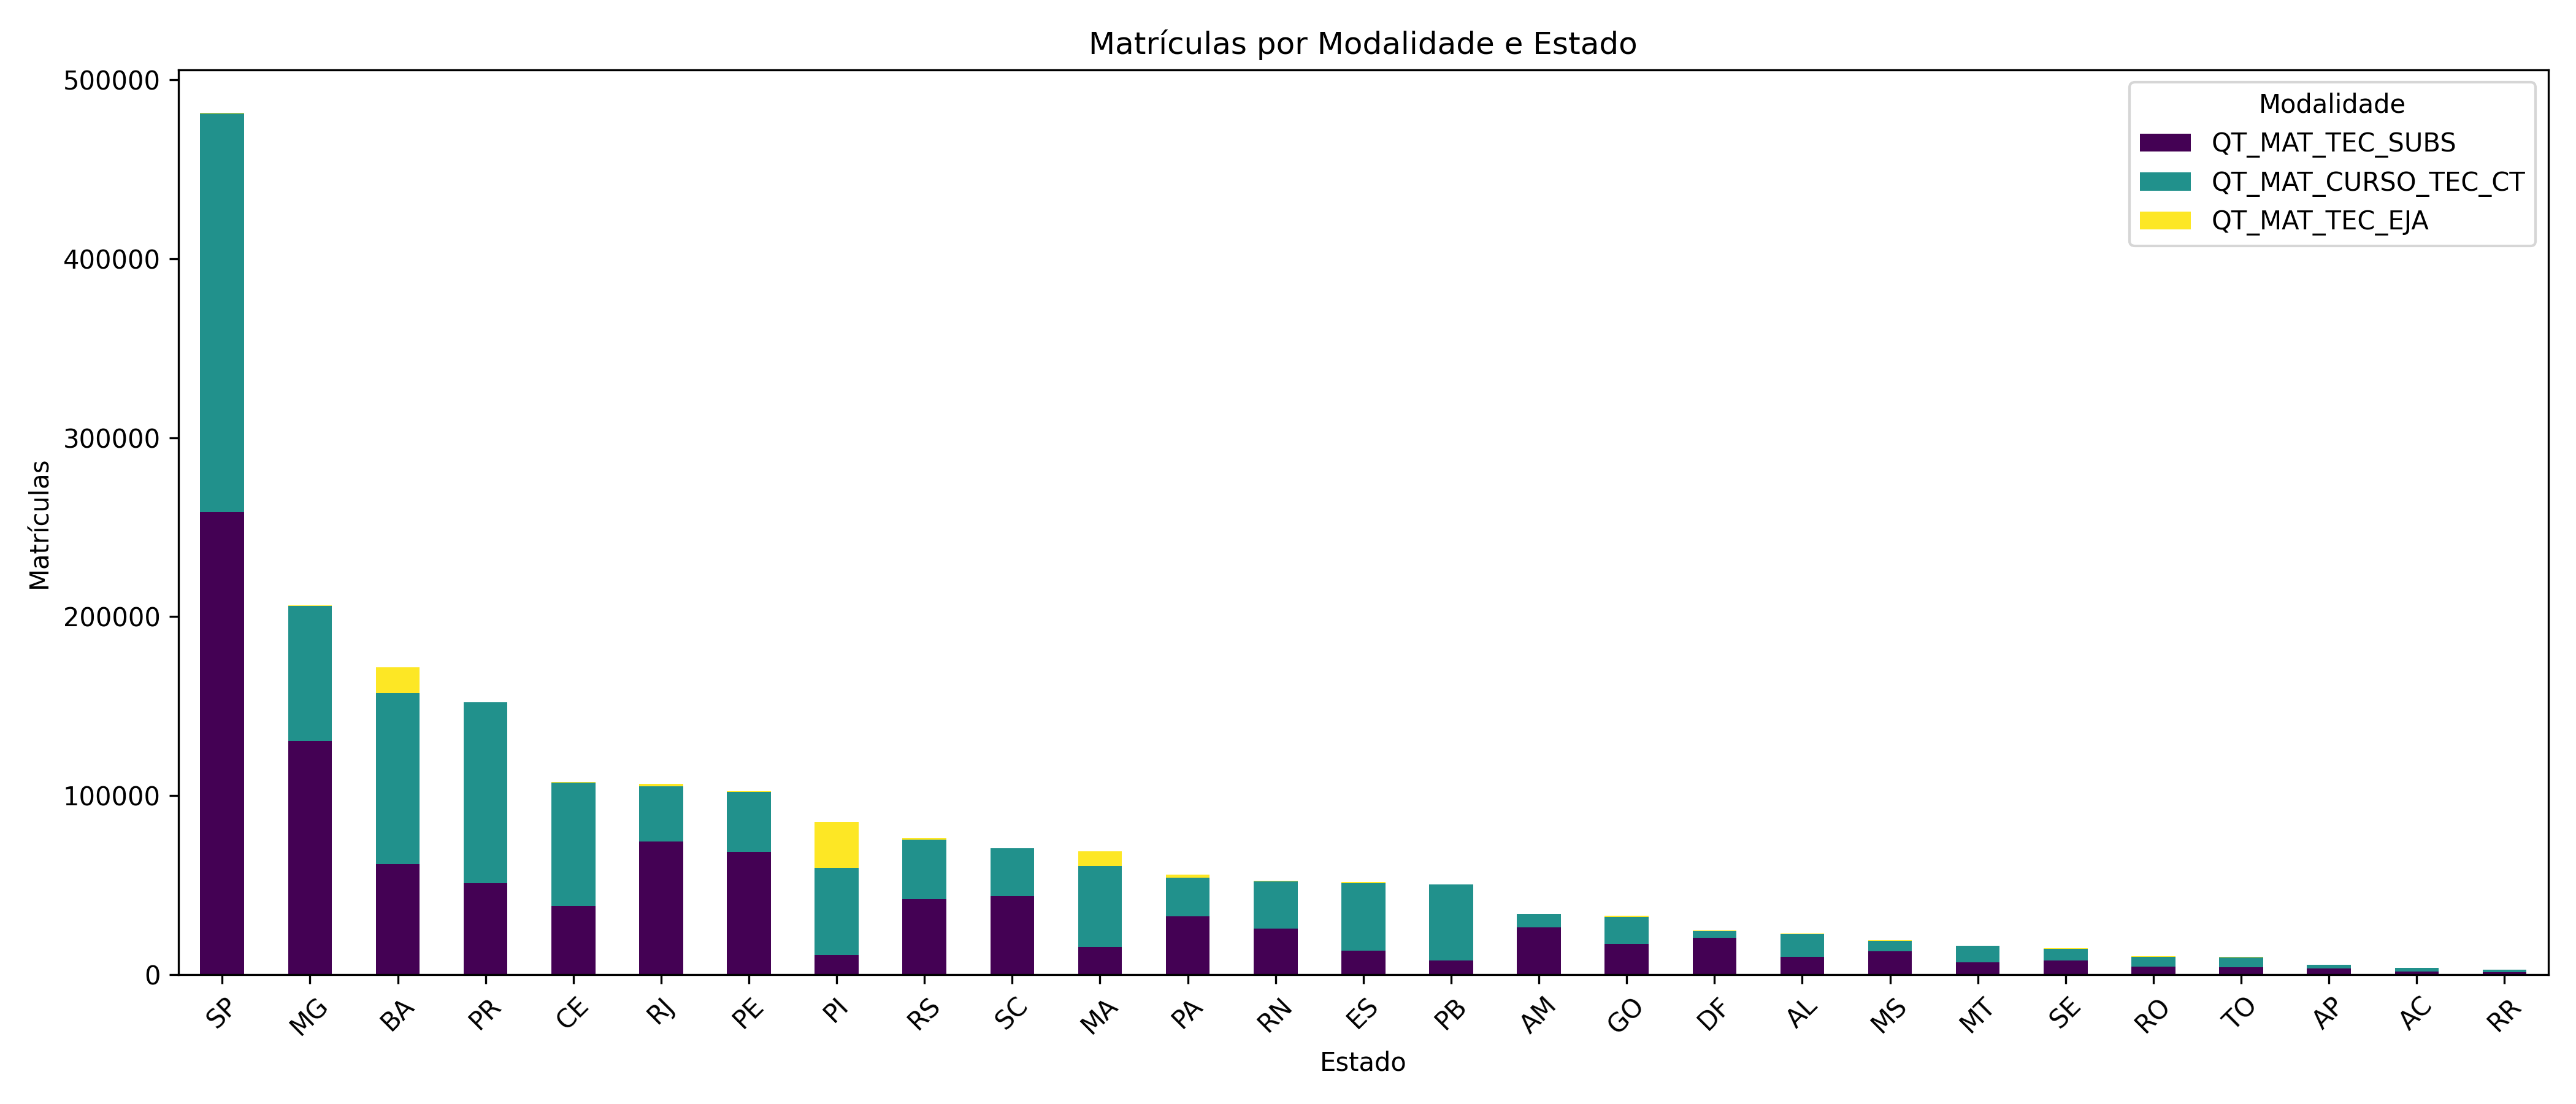 Matrículas por Modalidade e Estado
Modalidade
QT_MAT_TEC_SUBS
QT_MAT_CURSO_TEC_CT
QT_MAT_TEC_EJA
Matrículas
500000
400000
300000
200000
100000
0
SP MG BA PR CE RJ PE PI RS SC MA PA RN ES PB AM GO DF AL MS MT SE RO TO AP AC RR
Estado